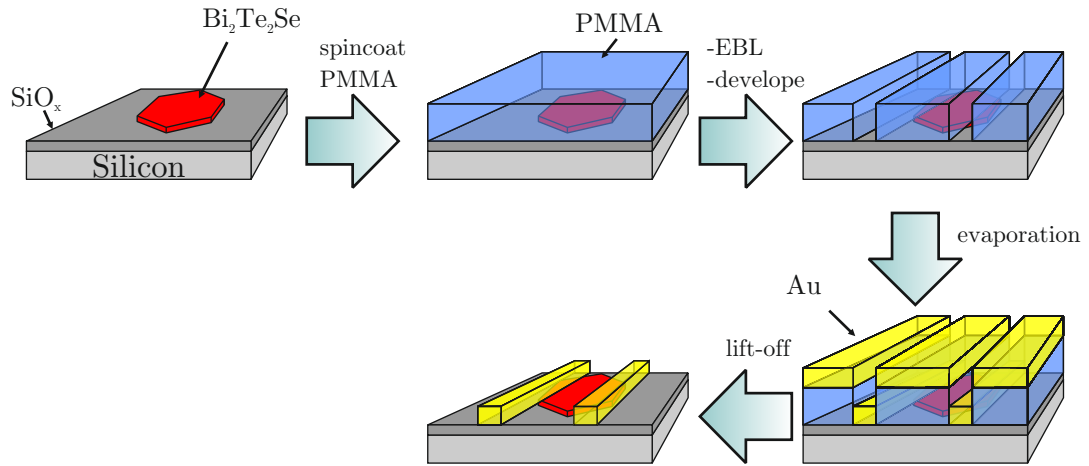 Bi₂Te₂Se
SiOₓ
Silicon
spincoat
PMMA
PMMA
-EBL
-develope
evaporation
Au
lift-off